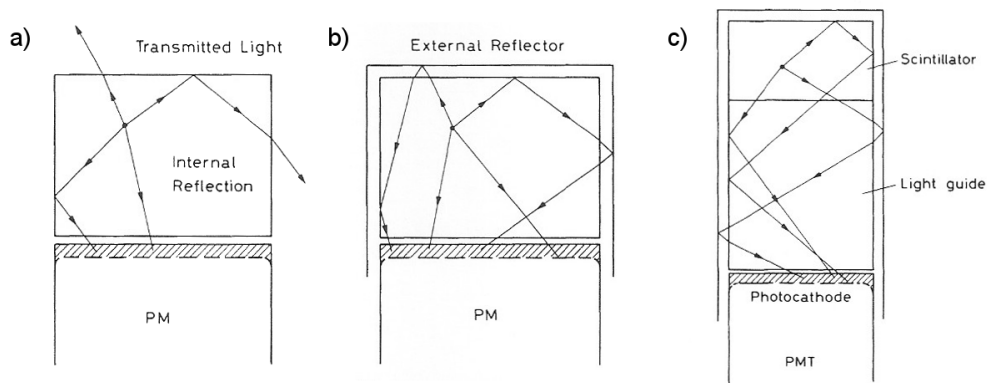 a)
Transmitted Light
Internal
Reflection
PM
b)
External Reflector
PM
c)
Scintillator
Light guide
Photocathode
PMT